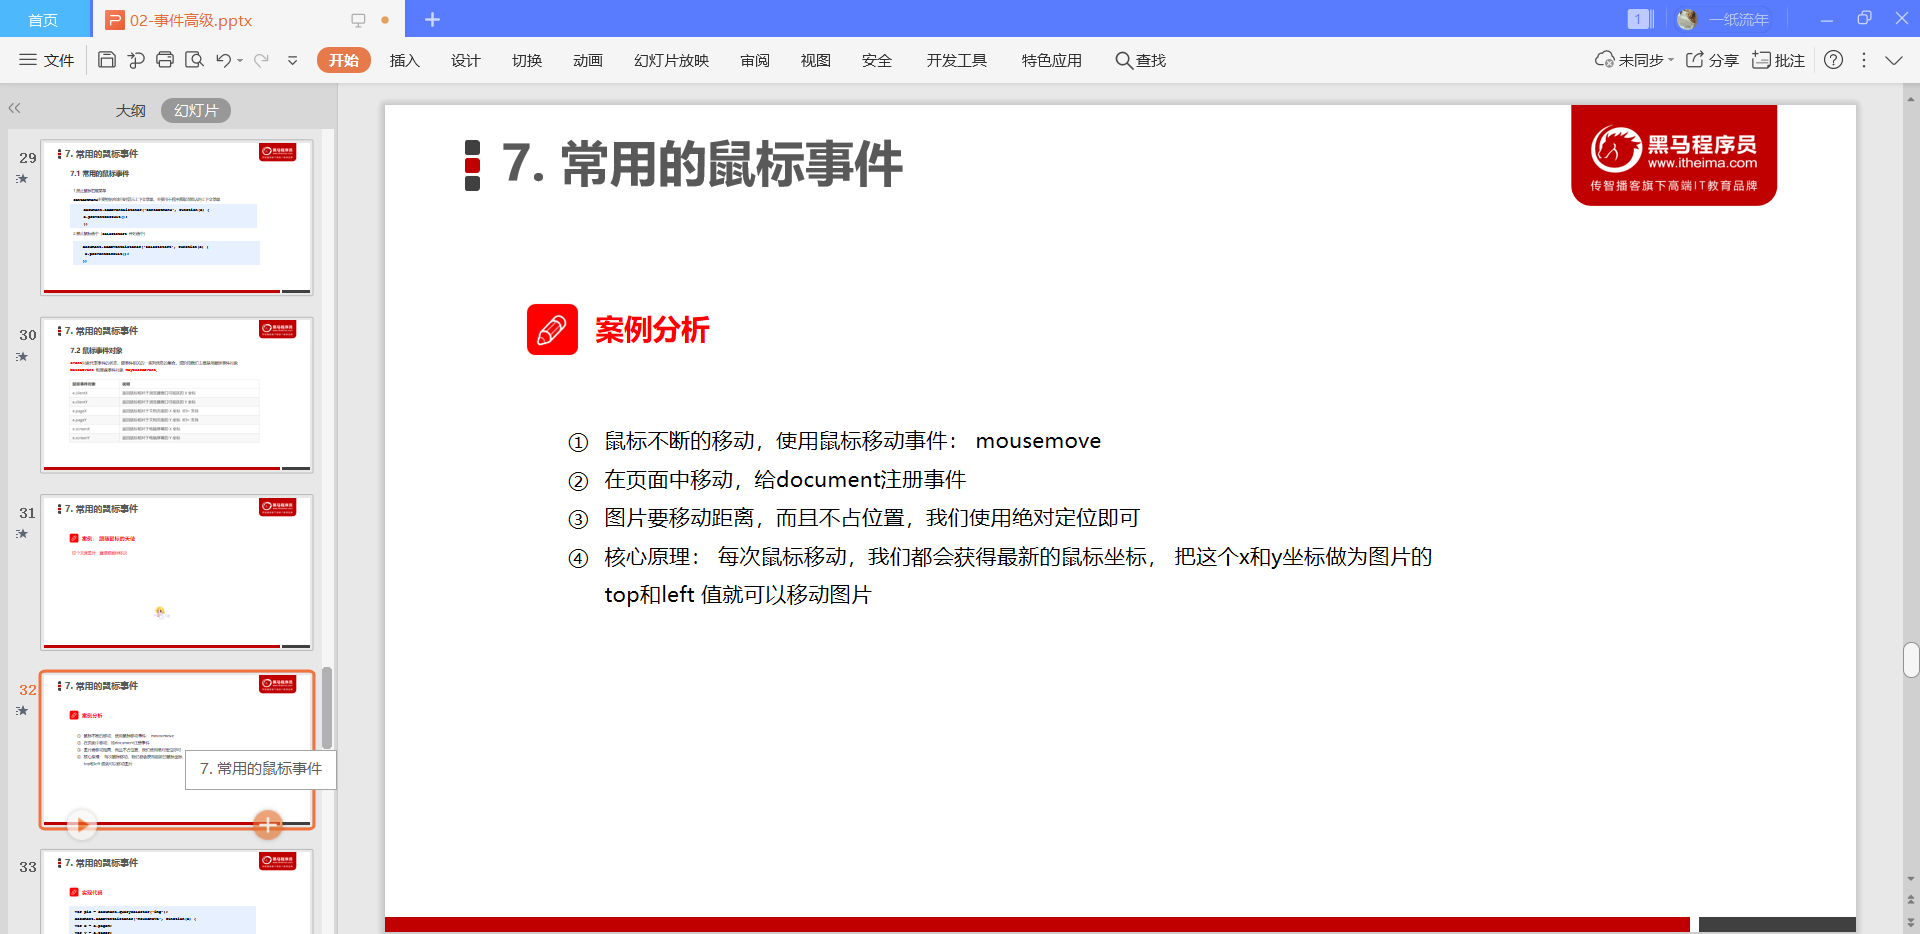 首页
02-事件高级.pptx
1
一纸流年
文件
开始
插入
设计
切换
动画
幻灯片放映
审阅
视图
安全
开发工具
特色应用
查找
未同步
分享
批注
大纲
幻灯片
29
7. 常用的鼠标事件
7.1 常用的鼠标事件
30
7. 常用的鼠标事件
7.2 鼠标事件对象
31
7. 常用的鼠标事件
案例： 跟随鼠标的天使
32
7. 常用的鼠标事件
案例分析
7. 常用的鼠标事件
33
7. 常用的鼠标事件
实现代码
7. 常用的鼠标事件
黑马程序员
www.itheima.com
传智播客旗下高端IT教育品牌
案例分析
① 鼠标不断的移动，使用鼠标移动事件： mousemove
② 在页面中移动，给document注册事件
③ 图片要移动距离，而且不占位置，我们使用绝对定位即可
④ 核心原理： 每次鼠标移动，我们都会获得最新的鼠标坐标， 把这个x和y坐标做为图片的
top和left 值就可以移动图片